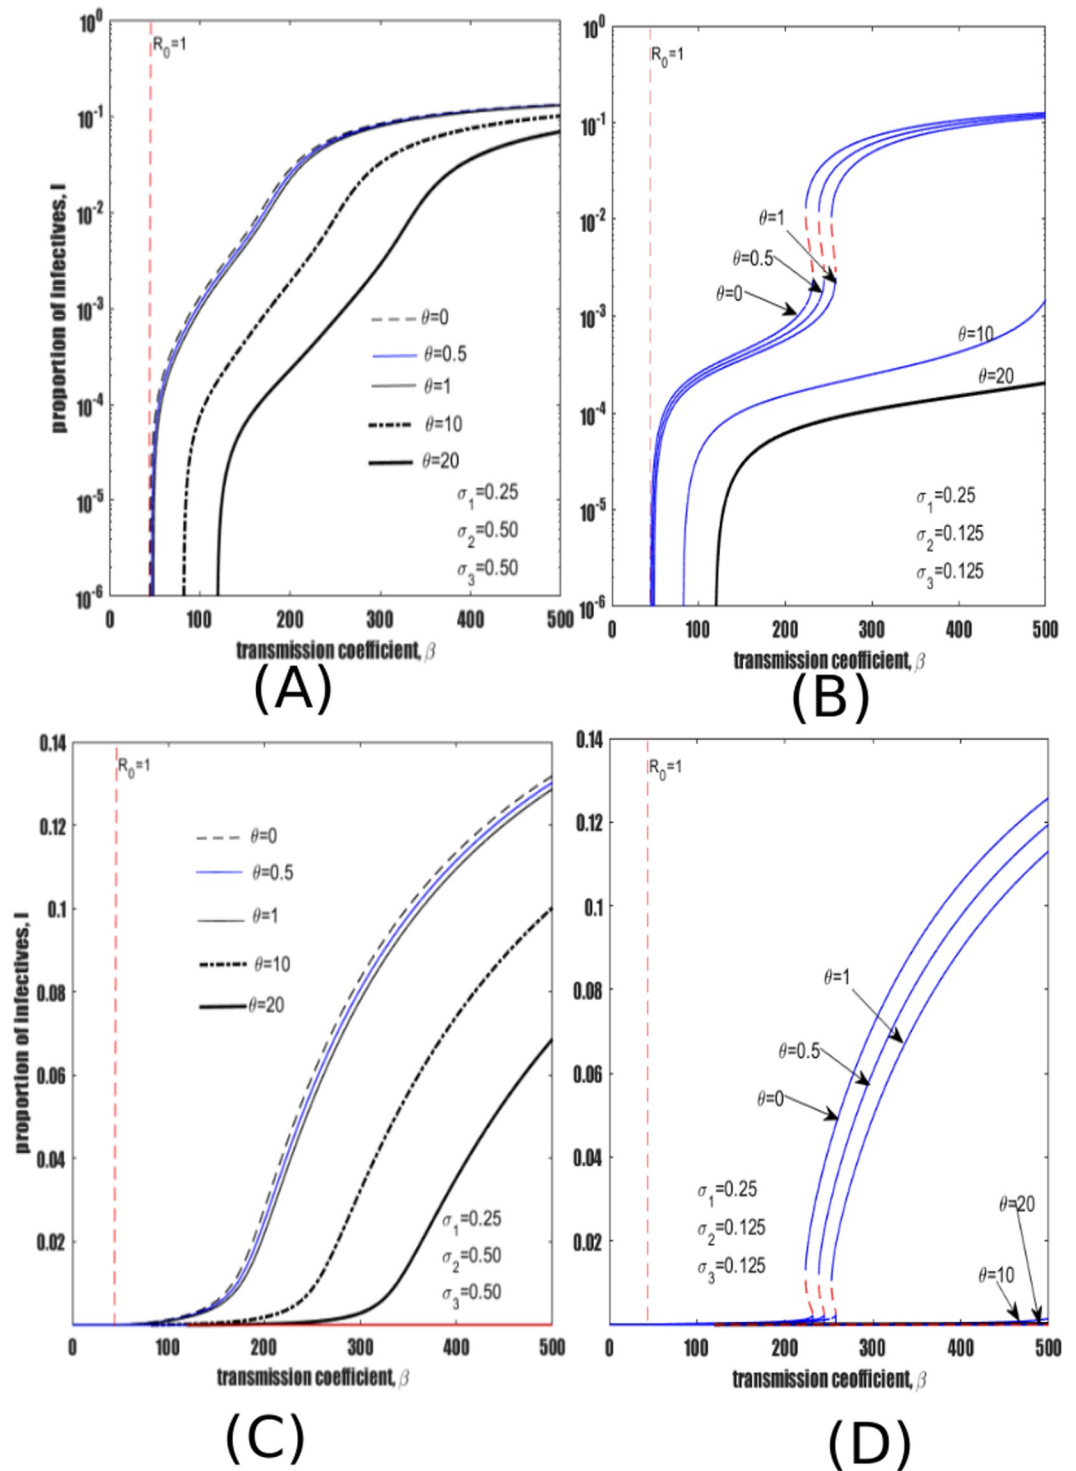 10^0
10^-1
10^-2
10^-3
10^-4
10^-5
10^-6
proportion of infectives, I
R_0=1
θ=0
θ=0.5
θ=1
θ=10
θ=20
σ_1=0.25
σ_2=0.50
σ_3=0.50
0 100 200 300 400 500
transmission coefficient, β
(A)
10^0
10^-1
10^-2
10^-3
10^-4
10^-5
10^-6
R_0=1
θ=1
θ=0.5
θ=0
θ=10
θ=20
σ_1=0.25
σ_2=0.125
σ_3=0.125
0 100 200 300 400 500
transmission ceofficient, β
(B)
0.14
0.12
0.1
0.08
0.06
0.04
0.02
proportion of infectives, I
R_0=1
θ=0
θ=0.5
θ=1
θ=10
θ=20
σ_1=0.25
σ_2=0.50
σ_3=0.50
0 100 200 300 400 500
transmission coefficient, β
(C)
0.14
0.12
0.1
0.08
0.06
0.04
0.02
R_0=1
θ=1
θ=0.5
θ=0
σ_1=0.25
σ_2=0.125
σ_3=0.125
θ=20
θ=10
0 100 200 300 400 500
transmission ceofficient, β
(D)